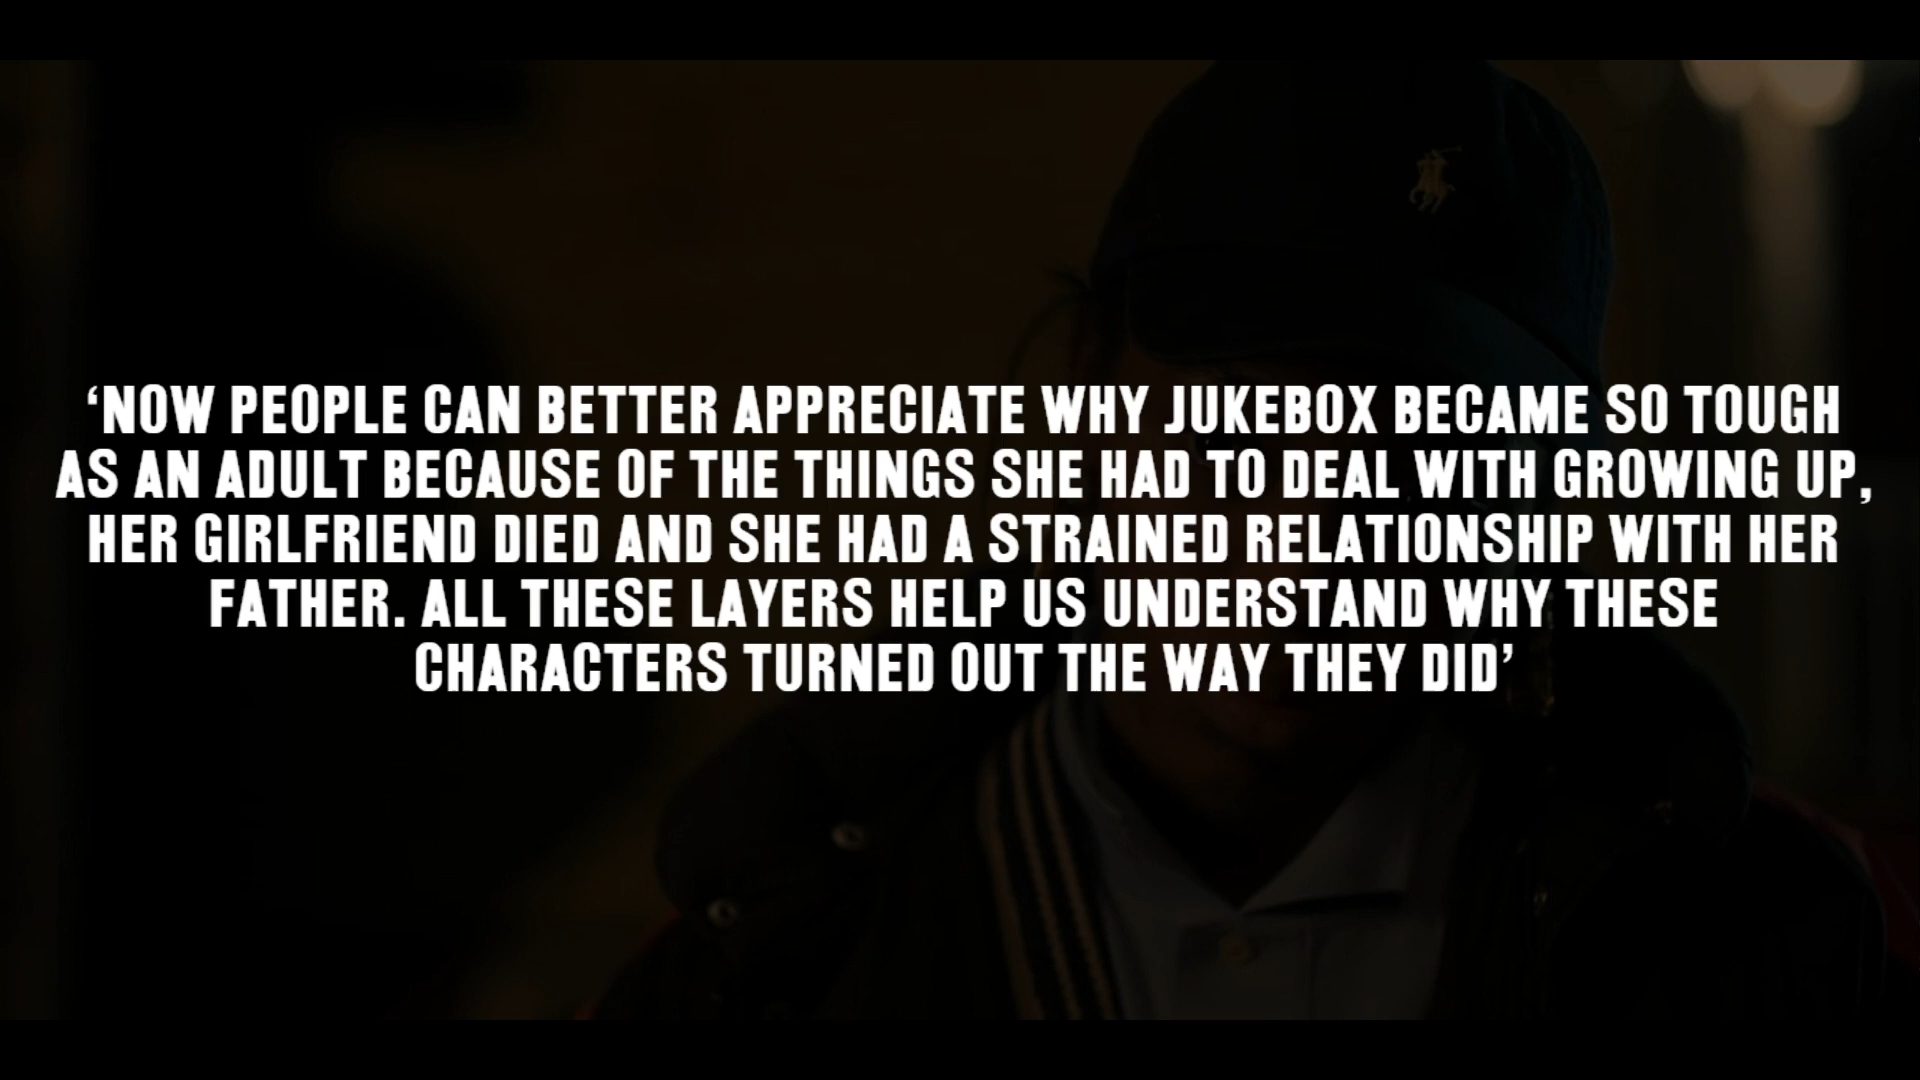 ‘NOW PEOPLE CAN BETTER APPRECIATE WHY JUKEBOX BECAME SO TOUGH
AS AN ADULT BECAUSE OF THE THINGS SHE HAD TO DEAL WITH GROWING UP,
HER GIRLFRIEND DIED AND SHE HAD A STRAINED RELATIONSHIP WITH HER
FATHER. ALL THESE LAYERS HELP US UNDERSTAND WHY THESE
CHARACTERS TURNED OUT THE WAY THEY DID’